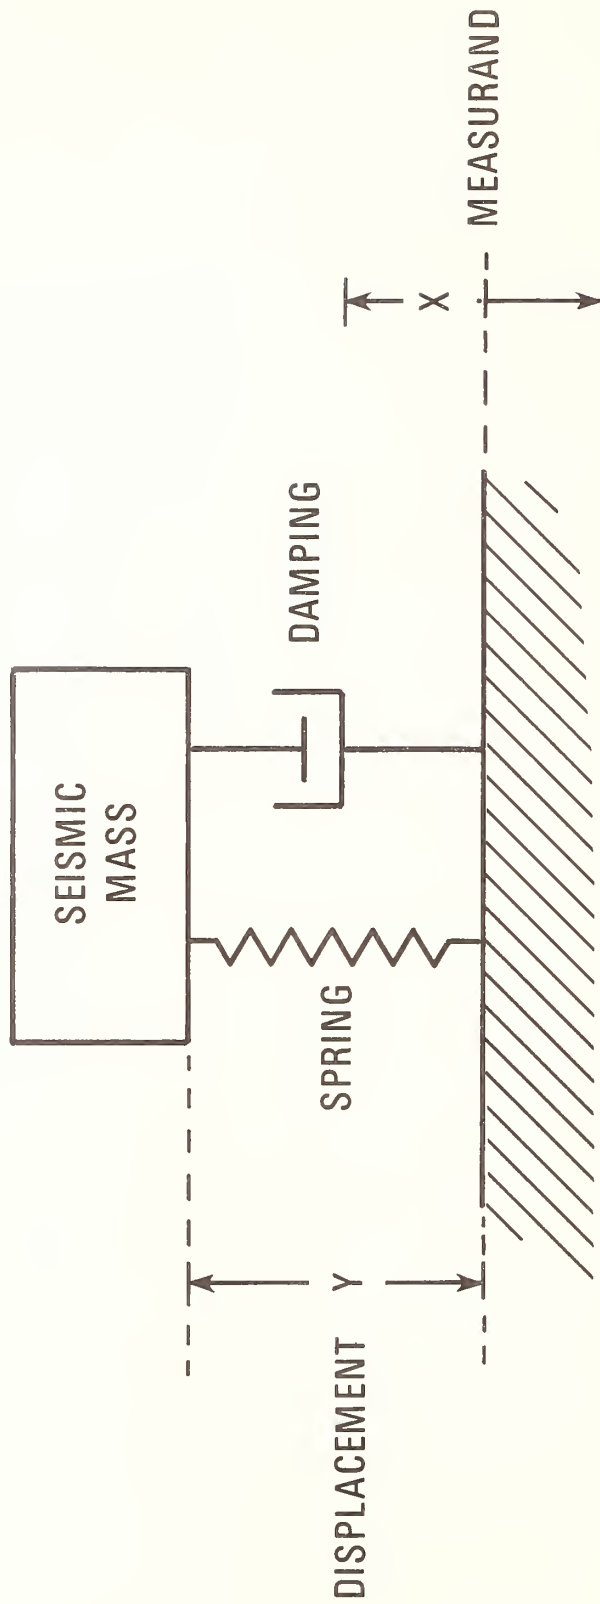 SEISMIC
MASS
DAMPING
SPRING
DISPLACEMENT
Y
X
MEASURAND